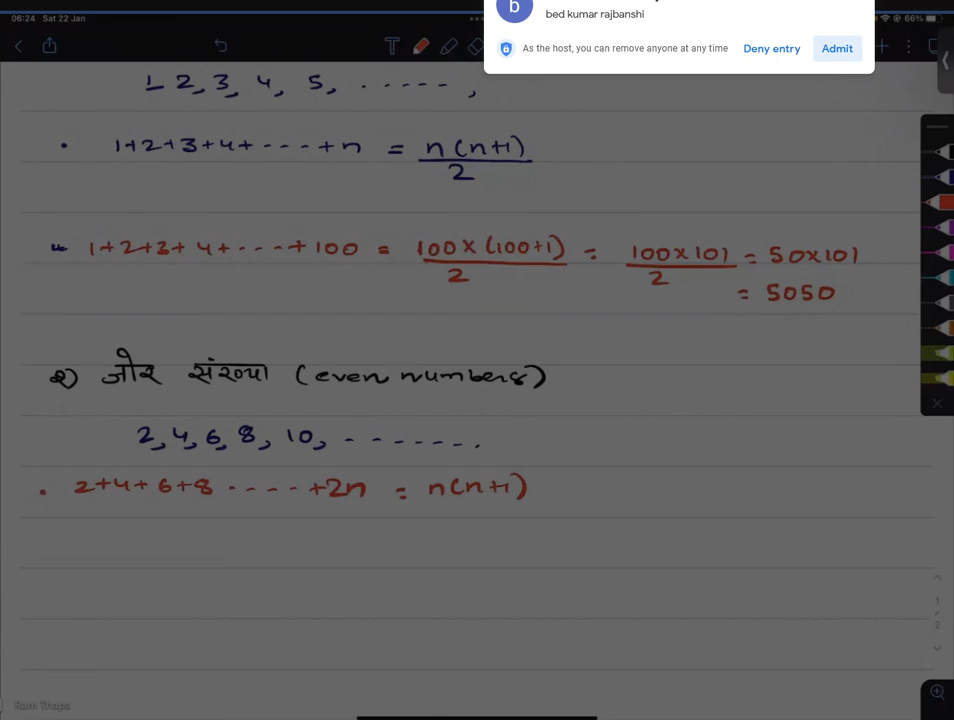 06:24 Sat 22 Jan
66%
b
bed kumar rajbanshi
As the host, you can remove anyone at any time
Deny entry
Admit
T
1 2, 3, 4, 5, ......,
• 1+2+3+4+----+n = n(n+1)/2
1+2+3+4+----+100 = 100×(100+1)/2 = 100×101/2 = 50×101
= 5050
२) जोर संख्या (even numbers)
2, 4, 6, 8, 10, -------.
• 2+4+6+8 ·----+2n = n(n+1)
1
2
Ram Thapa